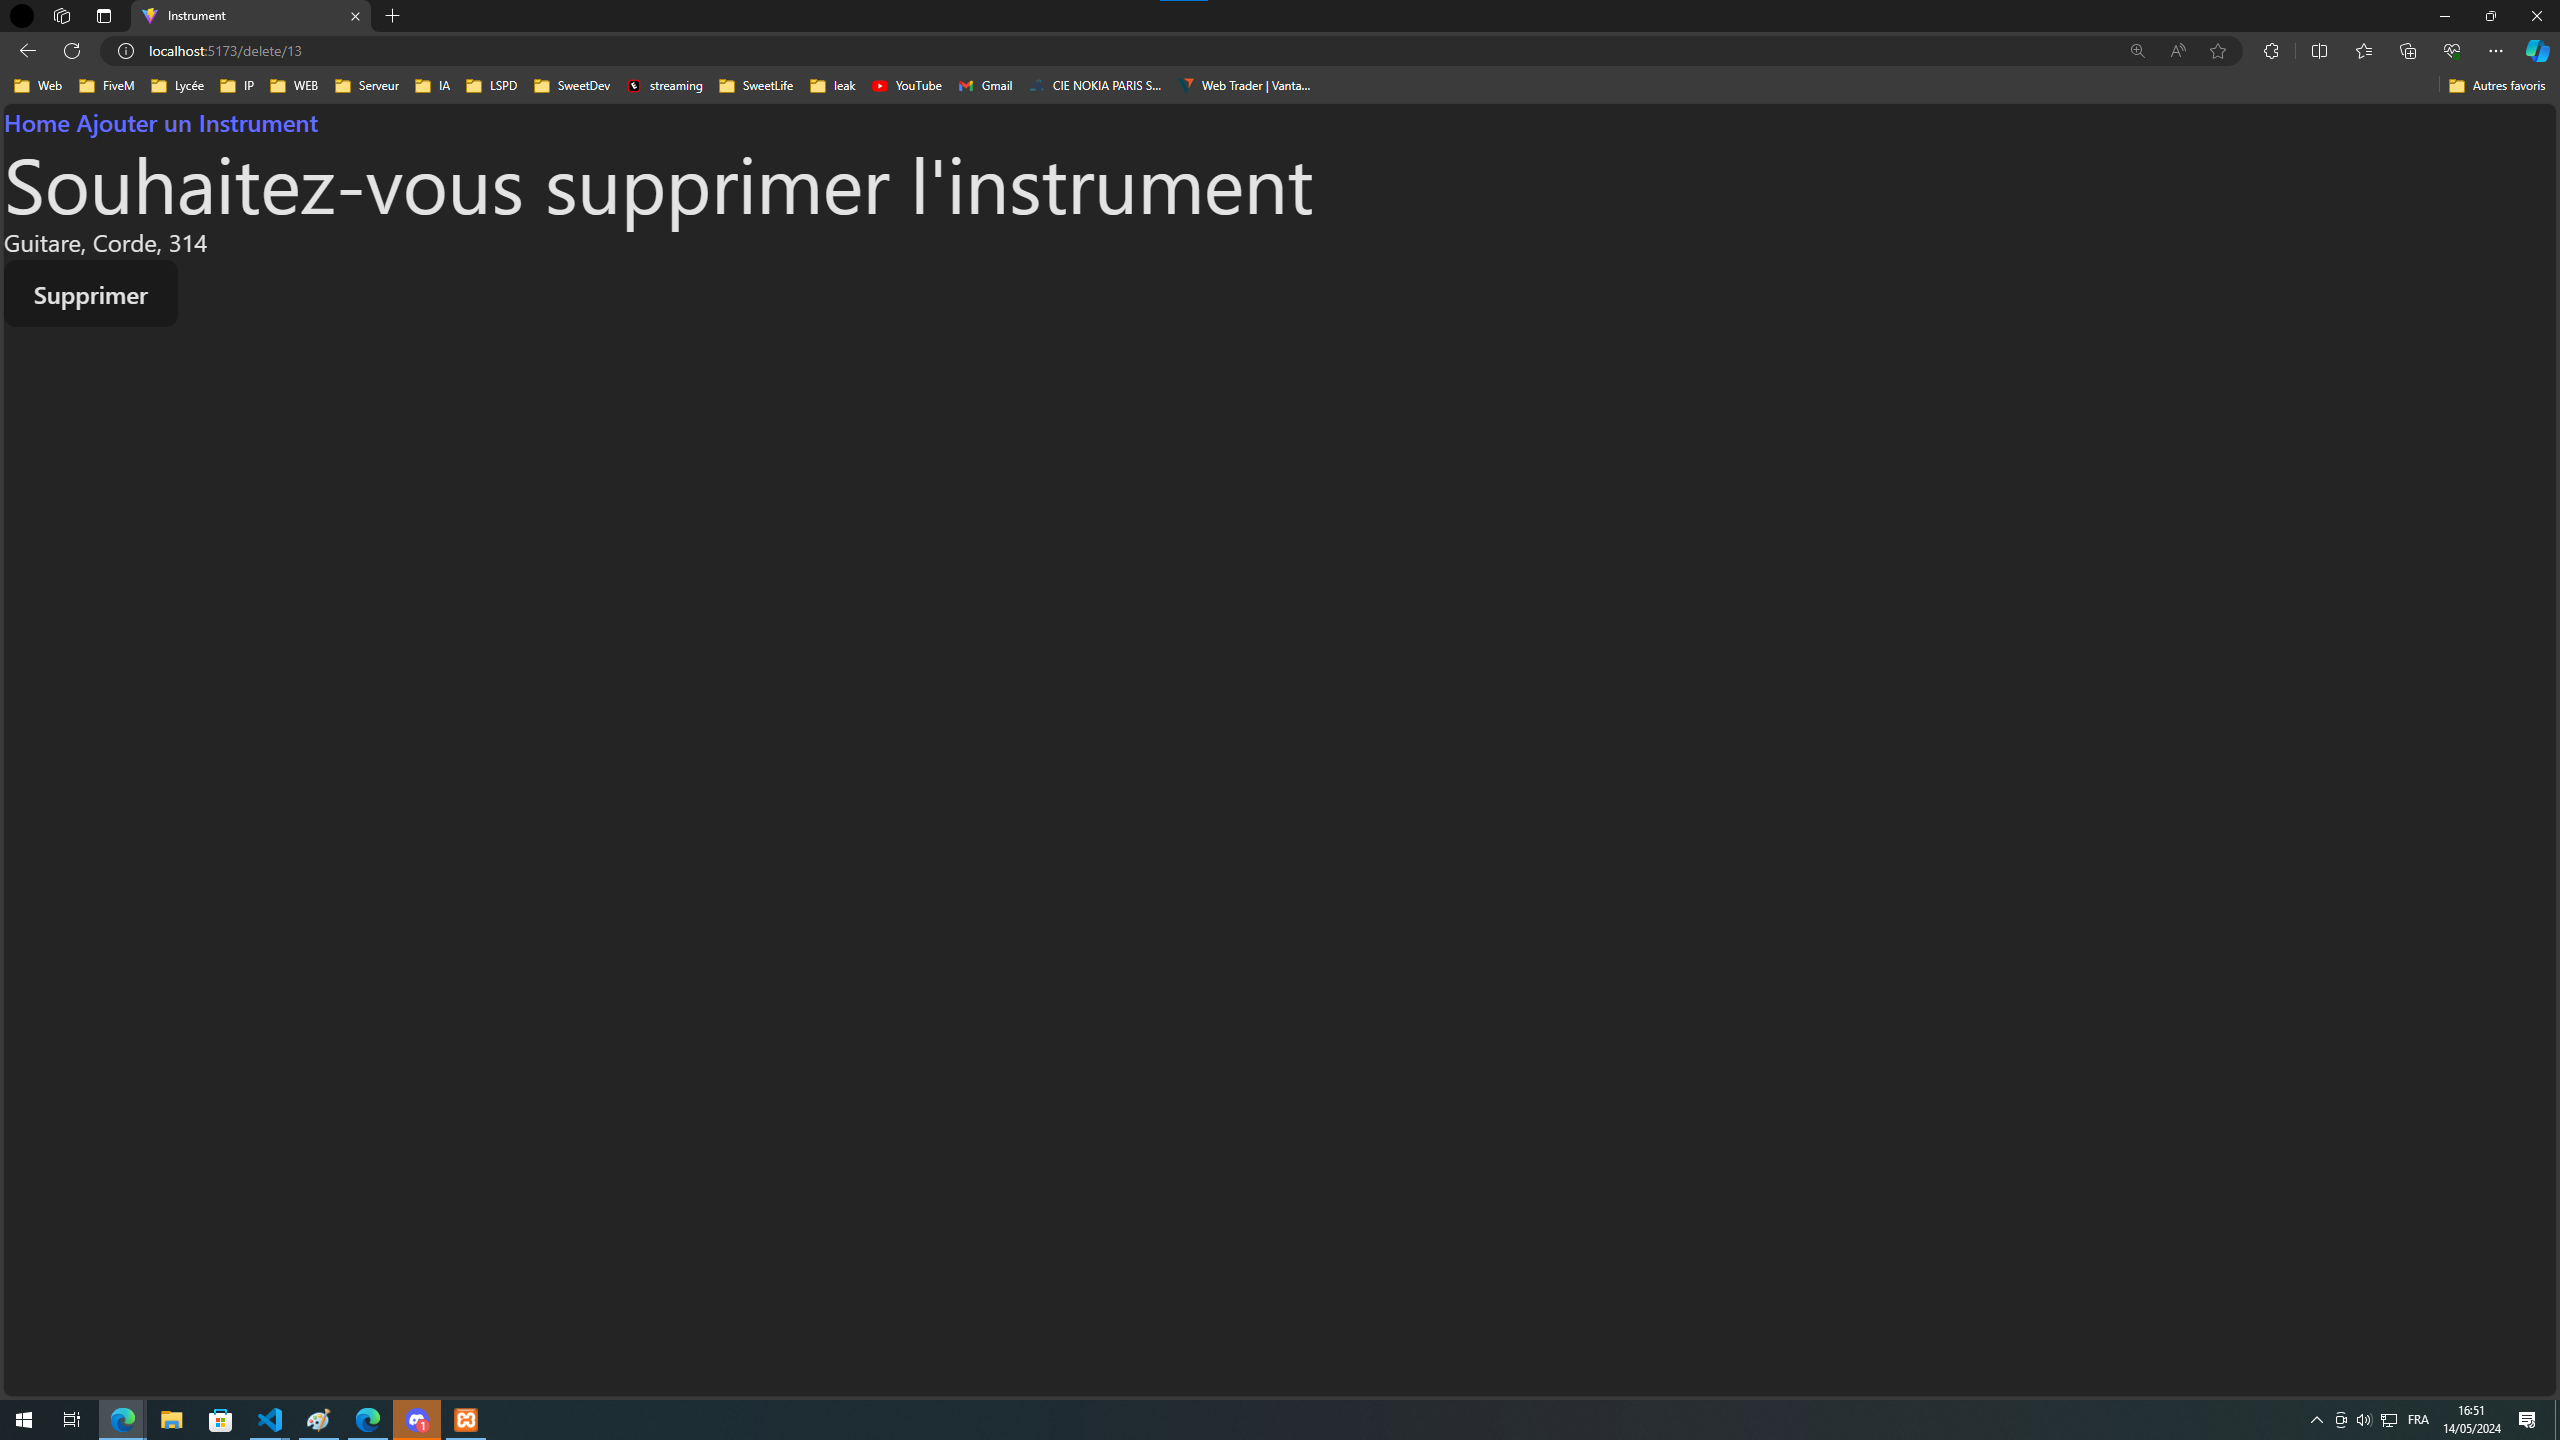 Instrument
localhost:5173/delete/13
Web FiveM Lycée IP WEB Serveur IA LSPD SweetDev streaming SweetLife leak YouTube Gmail CIE NOKIA PARIS S... Web Trader | Vanta... Autres favoris
Home Ajouter un Instrument
Souhaitez-vous supprimer l'instrument
Guitare, Corde, 314
Supprimer
1
FRA
16:51
14/05/2024